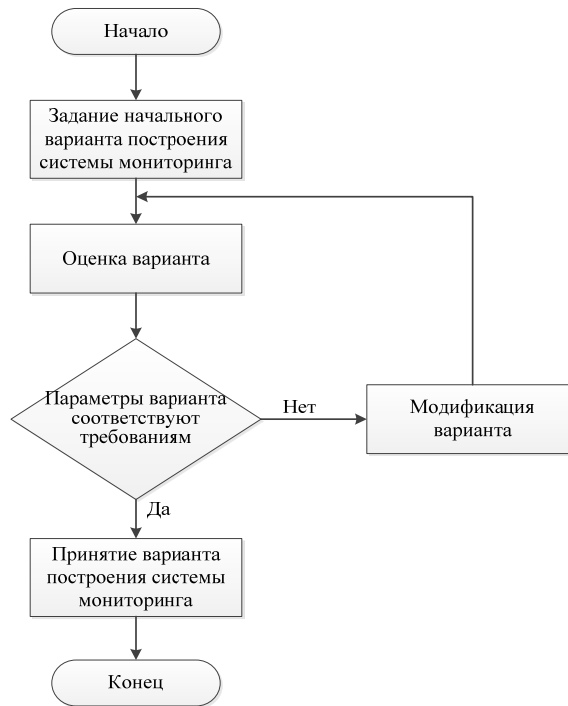 Начало
Задание начального
варианта построения
системы мониторинга
Оценка варианта
Параметры варианта
соответствуют
требованиям
Нет
Модификация
варианта
Да
Принятие варианта
построения системы
мониторинга
Конец